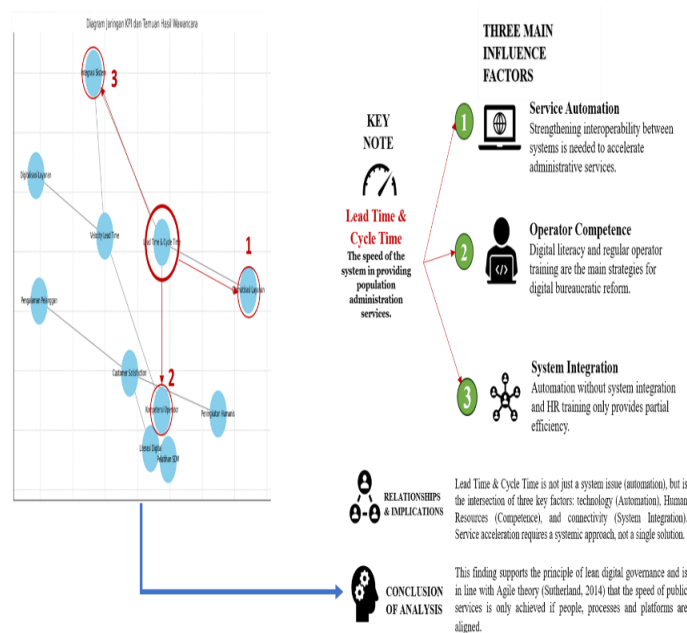 Diagram Jaringan KPI dan Temuan Hasil Wawancara
Integrasi Sistem
3
Digitalisasi Layanan
Velocity Lead Time
Lead Time & Cycle Time
1
Otomatisasi Layanan
Pengalaman Pelanggan
Customer Satisfaction
2
Kompetensi Operator
Peringkatan Humanis
Literasi Digital
Pelatihan SDM
KEY
NOTE
Lead Time &
Cycle Time
The speed of the
system in providing
population
administration
services.
THREE MAIN
INFLUENCE
FACTORS
1
Service Automation
Strengthening interoperability between
systems is needed to accelerate
administrative services.
2
Operator Competence
Digital literacy and regular operator
training are the main strategies for
digital bureaucratic reform.
3
System Integration
Automation without system integration
and HR training only provides partial
efficiency.
RELATIONSHIPS
& IMPLICATIONS
Lead Time & Cycle Time is not just a system issue (automation), but is
the intersection of three key factors: technology (Automation), Human
Resources (Competence), and connectivity (System Integration).
Service acceleration requires a systemic approach, not a single solution.
CONCLUSION
OF ANALYSIS
This finding supports the principle of lean digital governance and is
in line with Agile theory (Sutherland, 2014) that the speed of public
services is only achieved if people, processes and platforms are
aligned.